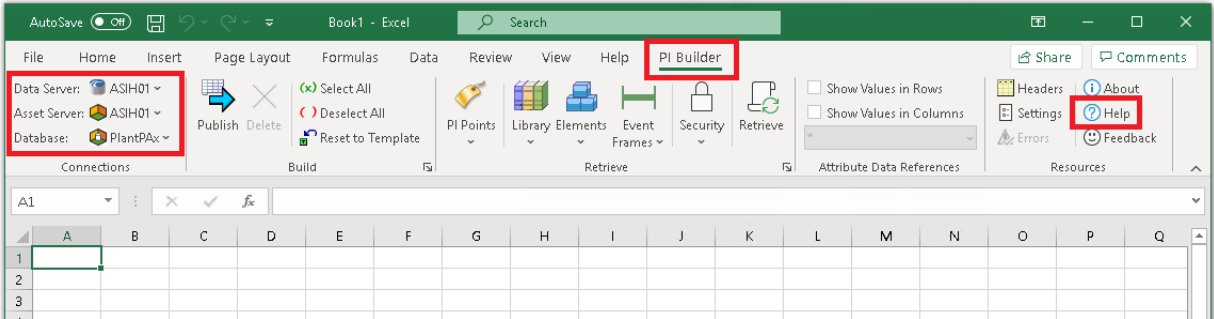 AutoSave Off Book1 - Excel Search
File Home Insert Page Layout Formulas Data Review View Help PI Builder Share Comments
Data Server: ASIH01
Asset Server: ASIH01
Database: PlantPAx
Connections
Publish Delete
(x) Select All
( ) Deselect All
Reset to Template
Build
PI Points Library Elements Event Frames Security Retrieve
Retrieve
Show Values in Rows
Show Values in Columns
*
Attribute Data References
Headers
Settings
Errors
About
Help
Feedback
Resources
A1 fx
A B C D E F G H I J K L M N O P Q
1
2
3